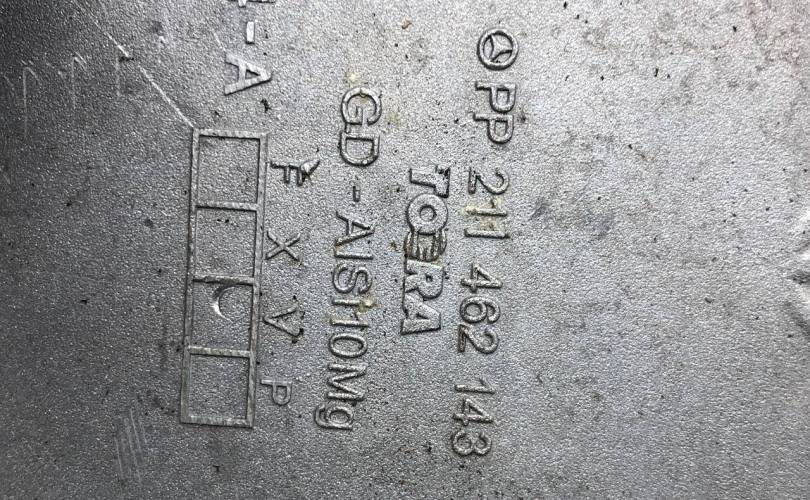 PP 211 462 143
TOORA
GD-AlSi10Mg
F X V P
-A